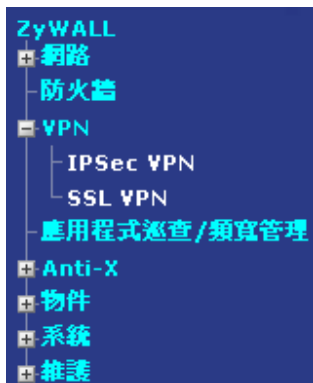 ZyWALL
網路
防火牆
VPN
IPSec VPN
SSL VPN
應用程式巡查/頻寬管理
Anti-X
物件
系統
維護